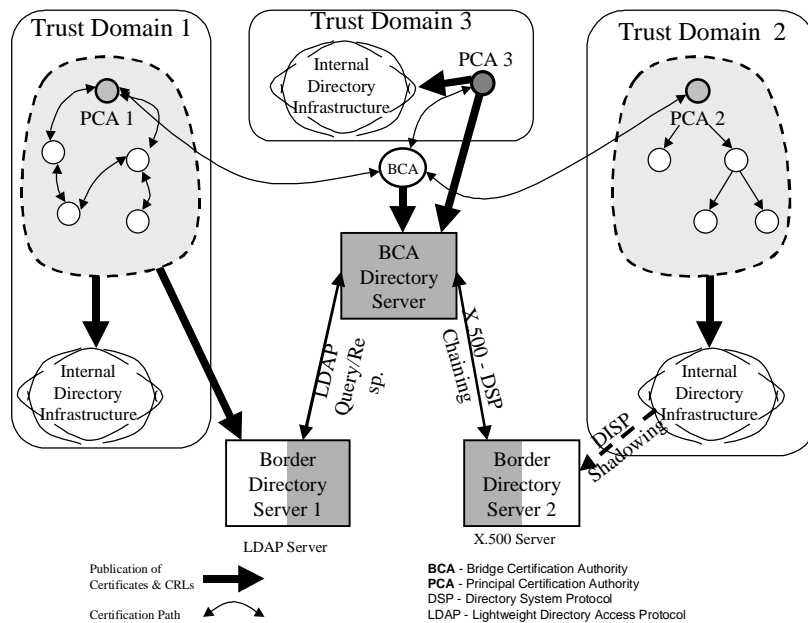 Trust Domain 1
Trust Domain 3
Trust Domain 2
PCA 1
Internal
Directory
Infrastructure
PCA 3
PCA 2
BCA
BCA
Directory
Server
Internal
Directory
Infrastructure
LDAP
Query/Re
sp.
X.500 - DSP
Chaining
Internal
Directory
Infrastructure
DISP
Shadowing
Border
Directory
Server 1
Border
Directory
Server 2
LDAP Server
X.500 Server
Publication of
Certificates & CRLs
Certification Path
BCA - Bridge Certification Authority
PCA - Principal Certification Authority
DSP - Directory System Protocol
LDAP - Lightweight Directory Access Protocol